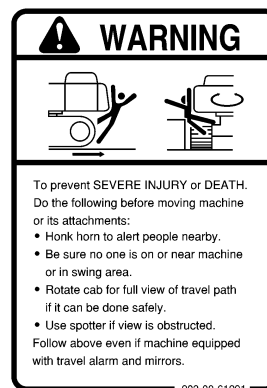 WARNING
To prevent SEVERE INJURY or DEATH.
Do the following before moving machine
or its attachments:
• Honk horn to alert people nearby.
• Be sure no one is on or near machine
or in swing area.
• Rotate cab for full view of travel path
if it can be done safely.
• Use spotter if view is obstructed.
Follow above even if machine equipped
with travel alarm and mirrors.